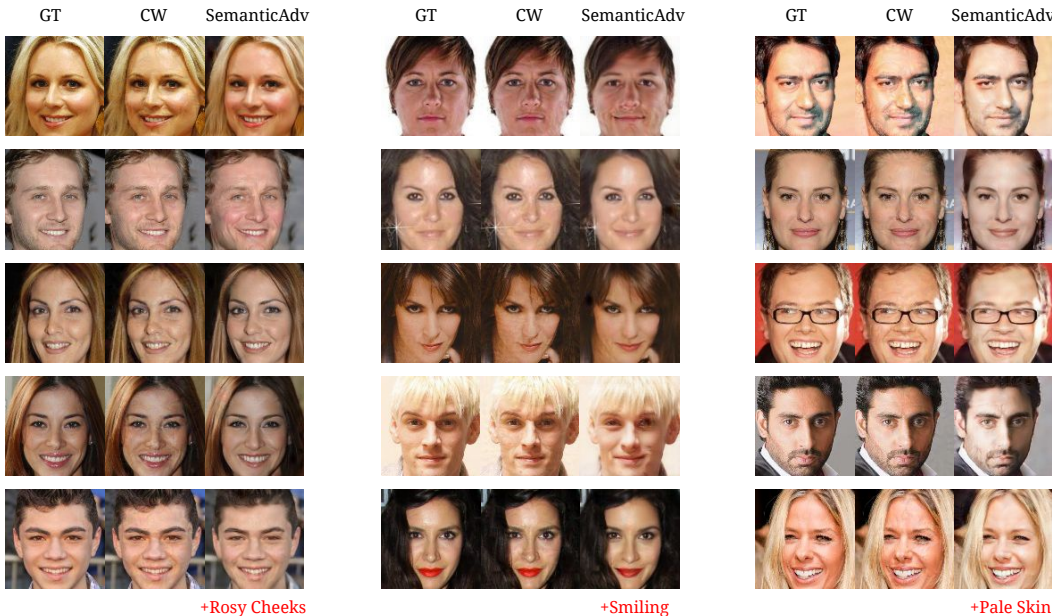 GT CW SemanticAdv GT CW SemanticAdv GT CW SemanticAdv
+Rosy Cheeks +Smiling +Pale Skin